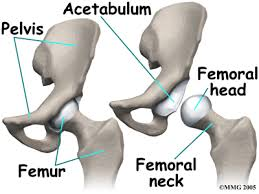 Acetabulum
Pelvis
Femoral
head
Femur
Femoral
neck
©MMG 2005